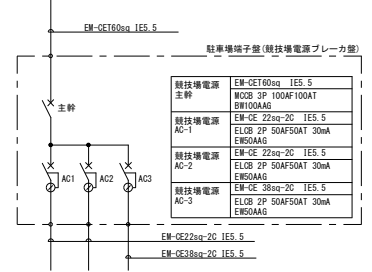 EM-CET60sq IE5.5
駐車場端子盤(競技場電源ブレーカ盤)
主幹
AC1 AC2 AC3
競技場電源 主幹
EM-CET60sq IE5.5
MCCB 3P 100AF100AT
BW100AAG
競技場電源 AC-1
EM-CE 22sq-2C IE5.5
ELCB 2P 50AF50AT 30mA
EW50AAG
競技場電源 AC-2
EM-CE 22sq-2C IE5.5
ELCB 2P 50AF50AT 30mA
EW50AAG
競技場電源 AC-3
EM-CE 38sq-2C IE5.5
ELCB 2P 50AF50AT 30mA
EW50AAG
EM-CE22sq-2C IE5.5
EM-CE38sq-2C IE5.5